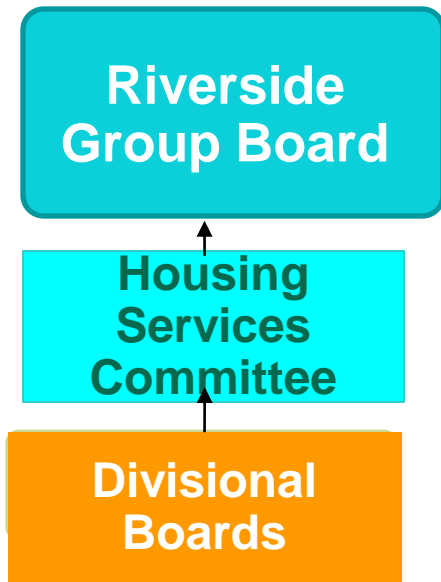 Riverside
Group Board
Housing
Services
Committee
Divisional
Boards